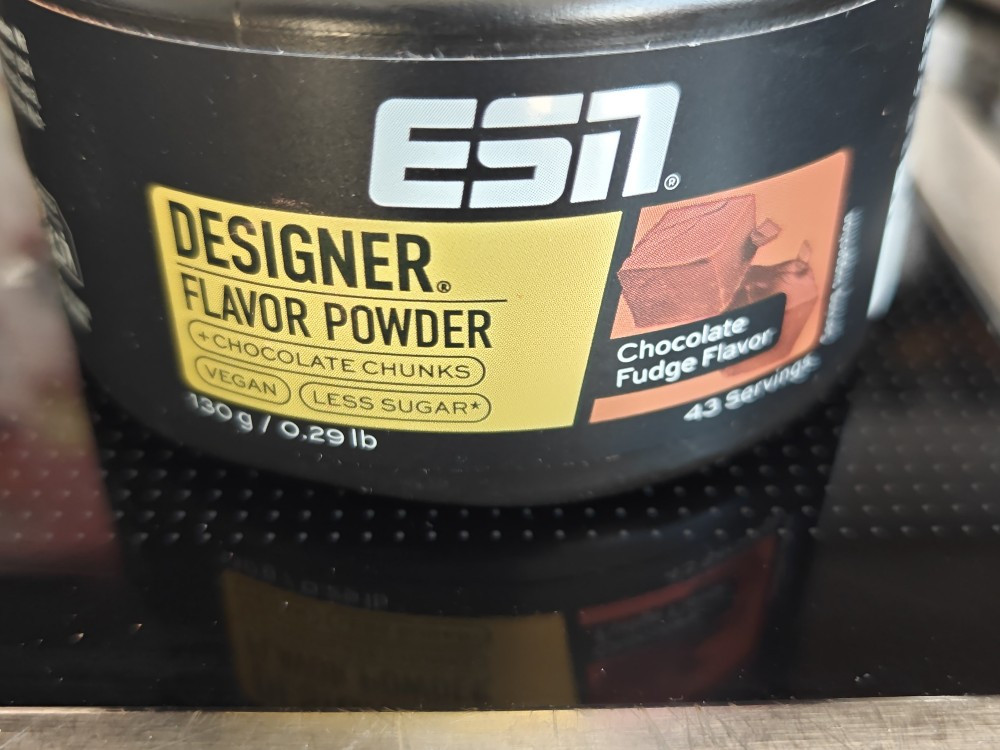 ESN®
DESIGNER®
FLAVOR POWDER
+CHOCOLATE CHUNKS
VEGAN
LESS SUGAR*
130 g / 0.29 lb
Chocolate
Fudge Flavor
43 Servings